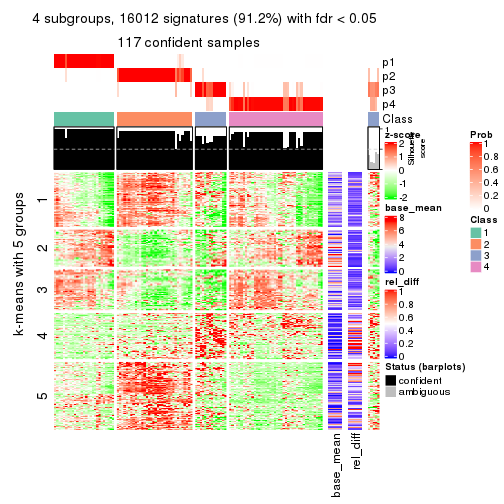 4 subgroups, 16012 signatures (91.2%) with fdr < 0.05
117 confident samples
p1
p2
p3
p4
Class
1
Silhouette
score
k-means with 5 groups
1
2
3
4
5
base_mean
rel_diff
z-score
2
1
0
-1
-2
base_mean
8
6
4
2
0
rel_diff
1
0.8
0.6
0.4
0.2
0
Status (barplots)
confident
ambiguous
Prob
1
0.8
0.6
0.4
0.2
0
Class
1
2
3
4